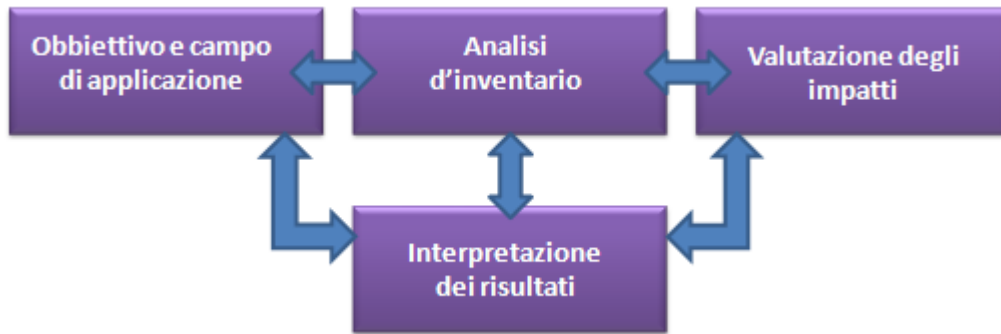 Obbiettivo e campo
di applicazione
Analisi
d'inventario
Valutazione degli
impatti
Interpretazione
dei risultati